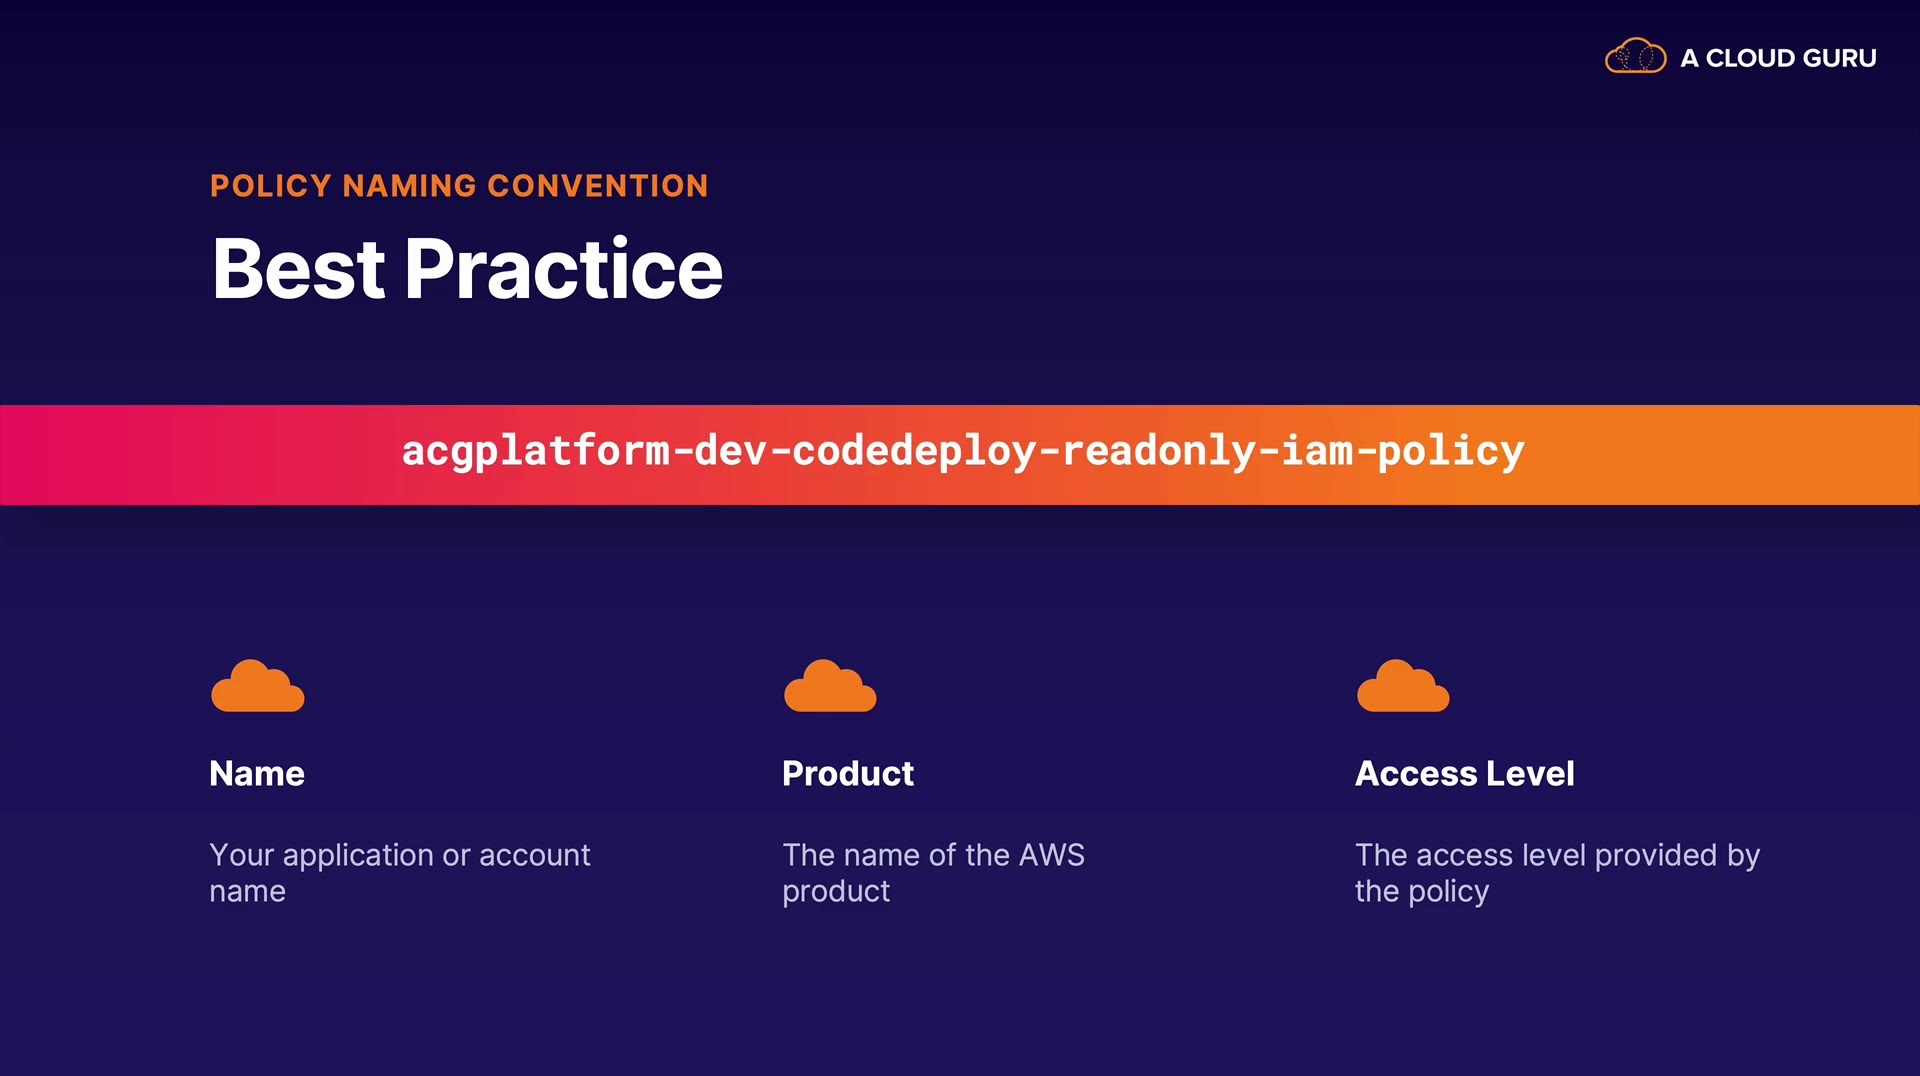 A CLOUD GURU
POLICY NAMING CONVENTION
Best Practice
acgplatform-dev-codedeploy-readonly-iam-policy
Name
Your application or account
name
Product
The name of the AWS
product
Access Level
The access level provided by
the policy